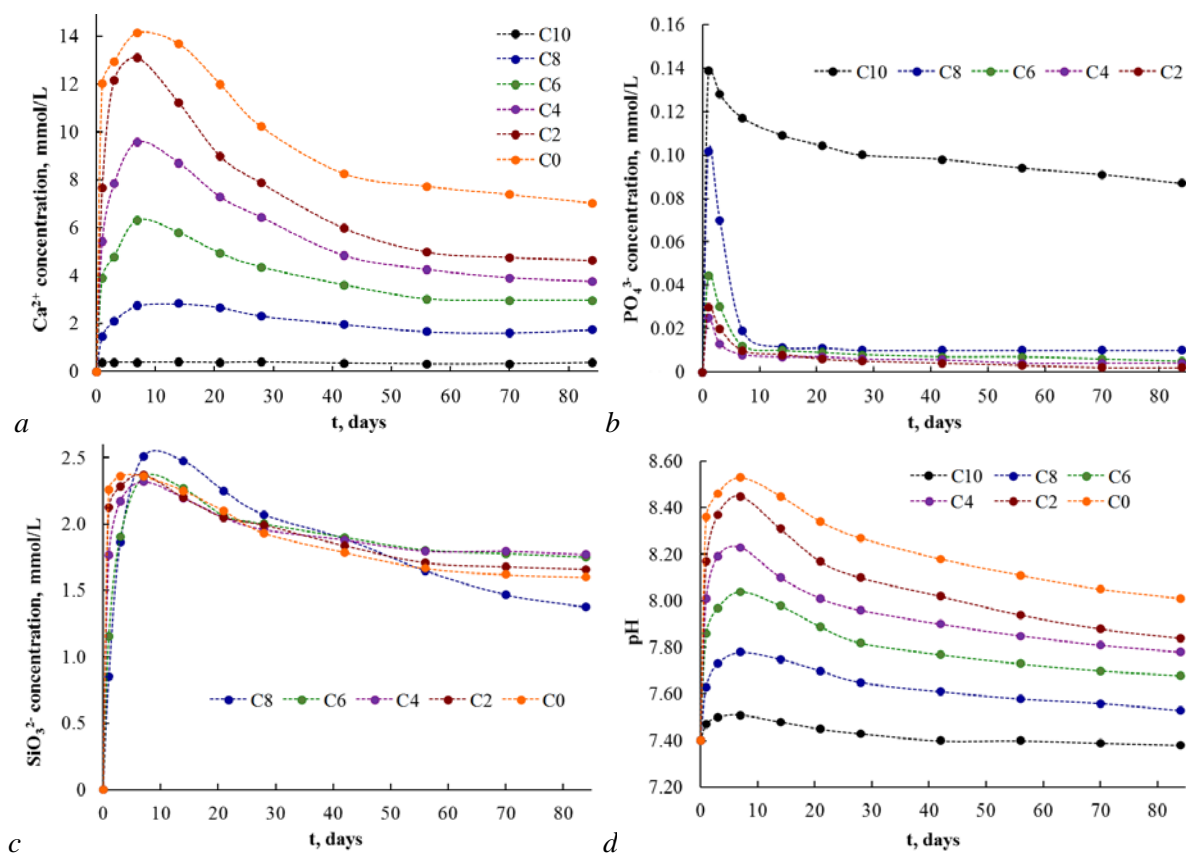 Ca²⁺ concentration, mmol/L
14
12
10
8
6
4
2
0
0 10 20 30 40 50 60 70 80
t, days
C10
C8
C6
C4
C2
C0
a
PO₄³⁻ concentration, mmol/L
0.16
0.14
0.12
0.10
0.08
0.06
0.04
0.02
0
0 10 20 30 40 50 60 70 80
t, days
C10 C8 C6 C4 C2
b
SiO₃²⁻ concentration, mmol/L
2.5
2.0
1.5
1.0
0.5
0
0 10 20 30 40 50 60 70 80
t, days
C8 C6 C4 C2 C0
c
pH
8.60
8.40
8.20
8.00
7.80
7.60
7.40
7.20
0 10 20 30 40 50 60 70 80
t, days
C10 C8 C6
C4 C2 C0
d